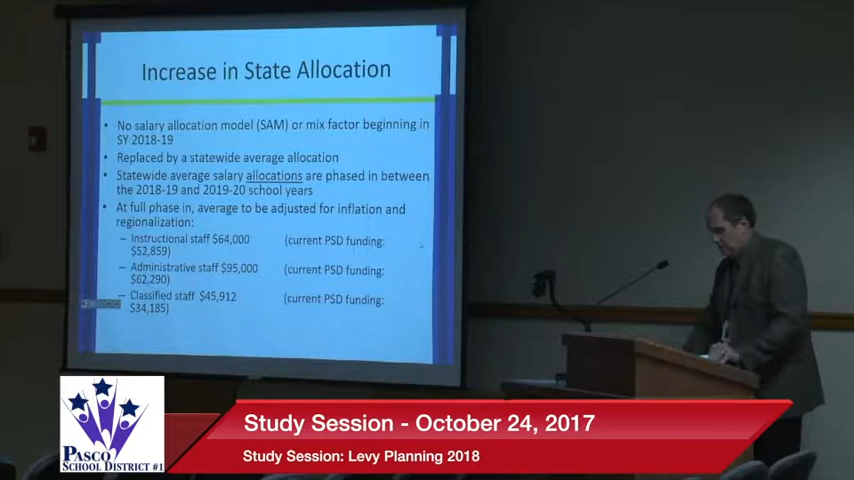 Increase in State Allocation
• No salary allocation model (SAM) or mix factor beginning in
SY 2018-19
• Replaced by a statewide average allocation
• Statewide average salary allocations are phased in between
the 2018-19 and 2019-20 school years
• At full phase in, average to be adjusted for inflation and
regionalization:
– Instructional staff $64,000 (current PSD funding:
$52,859)
– Administrative staff $95,000 (current PSD funding:
$62,290)
– Classified staff $45,912 (current PSD funding:
$34,185)
Study Session - October 24, 2017
Study Session: Levy Planning 2018
PASCO
SCHOOL DISTRICT #1